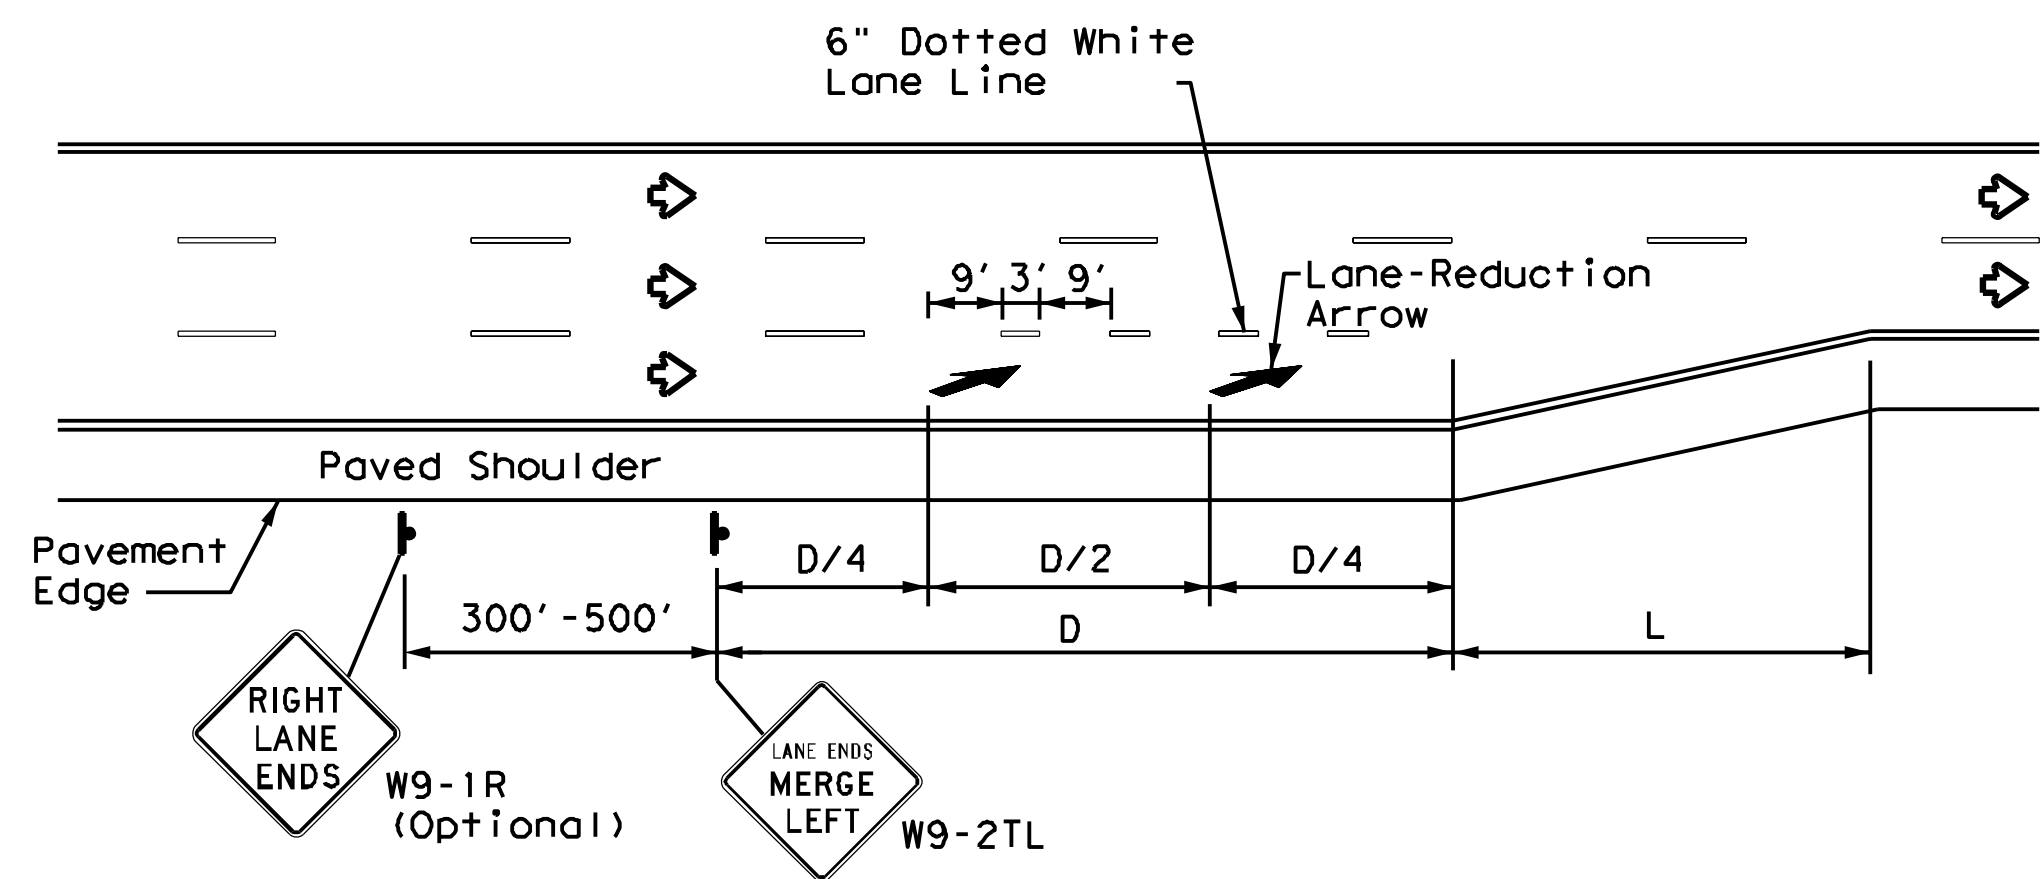 6" Dotted White
Lane Line
9' 3' 9'
Lane-Reduction
Arrow
Paved Shoulder
Pavement
Edge
D/4
D/2
D/4
300'-500'
D
L
RIGHT
LANE
ENDS
W9-1R
(Optional)
LANE ENDS
MERGE
LEFT
W9-2TL